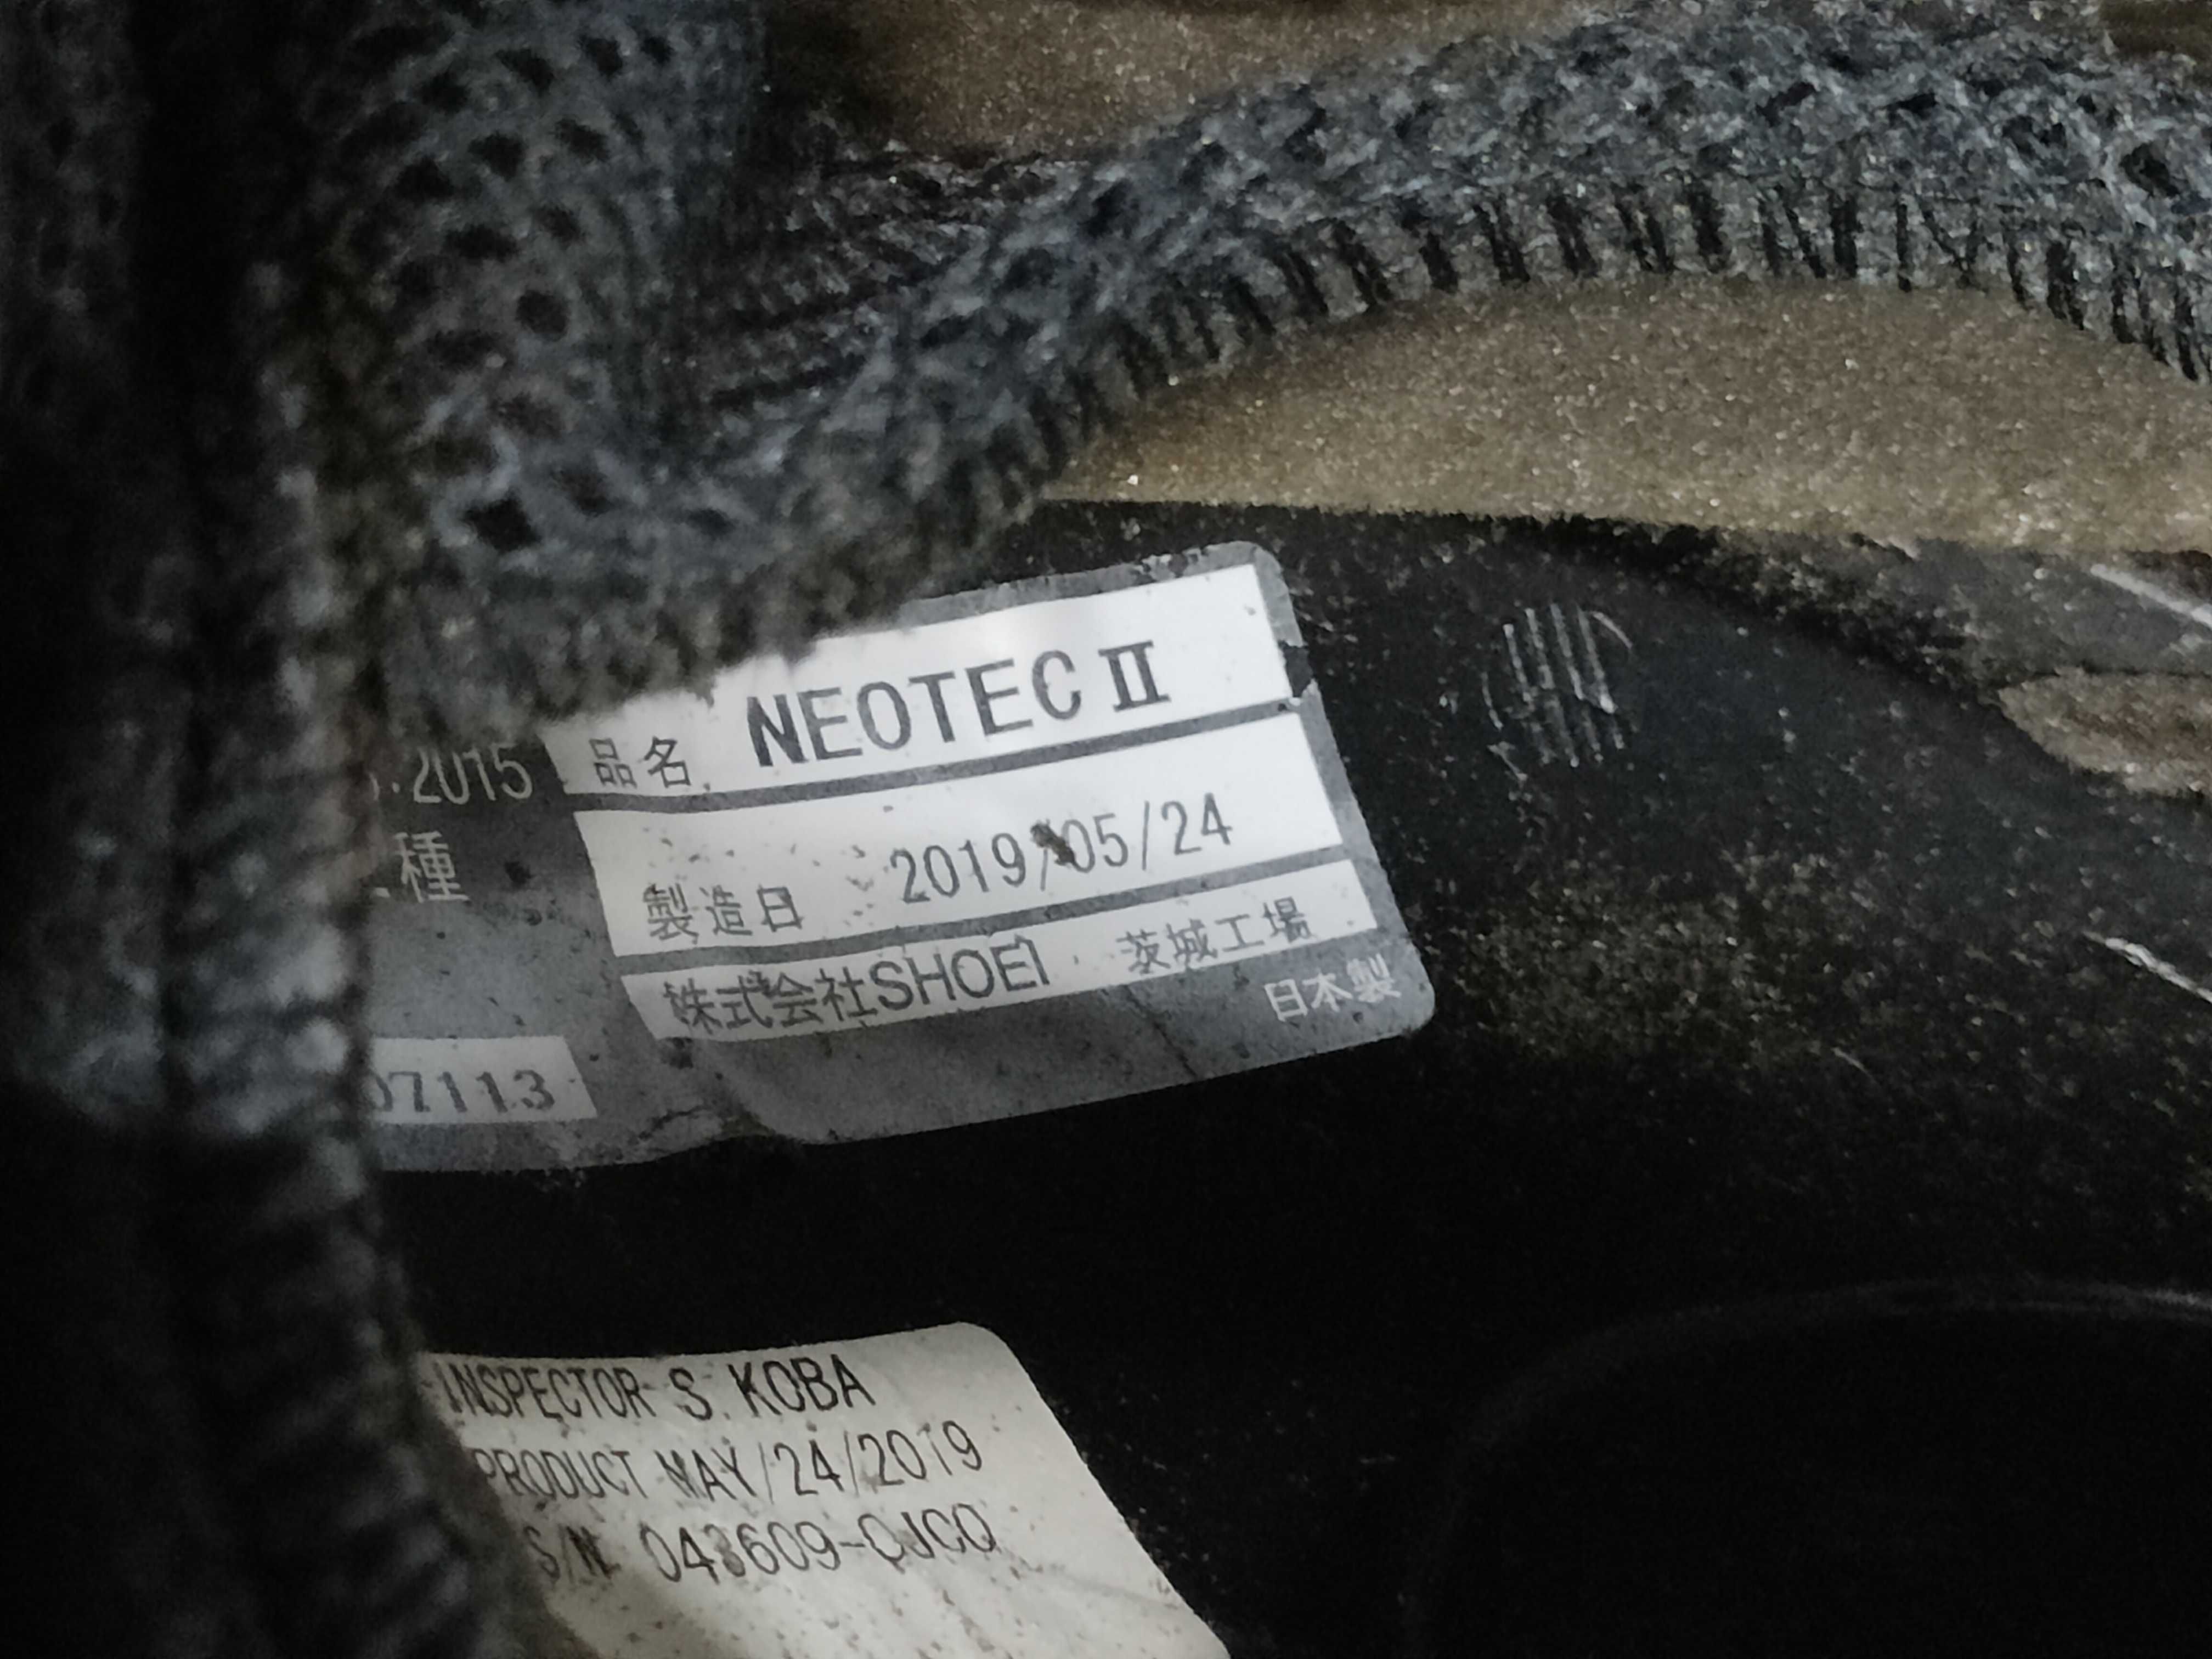 品名 NEOTEC II
2015
種
製造日 2019/05/24
株式会社SHOEI 茨城工場
日本製
07113
INSPECTOR S. KOBA
PRODUCT MAY/24/2019
S/N 043609-